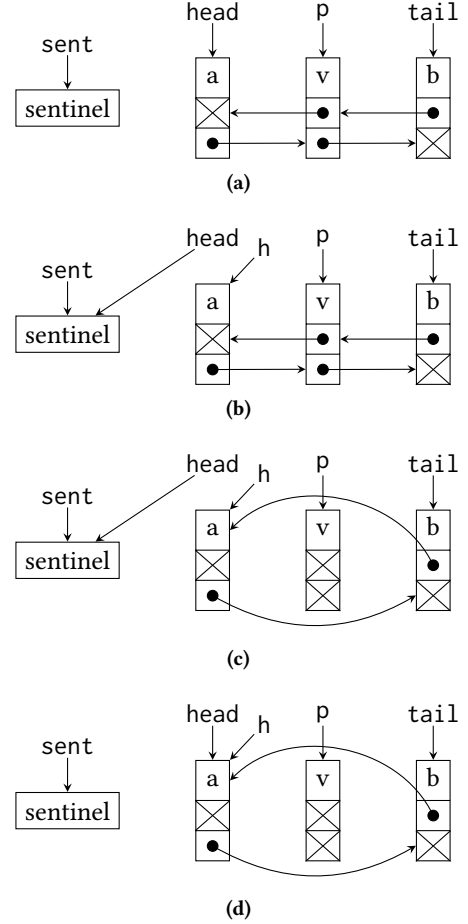 head p tail
sent
a v b
sentinel
(a)
head h p tail
sent
a v b
sentinel
(b)
head h p tail
sent
a v b
sentinel
(c)
head h p tail
sent
a v b
sentinel
(d)